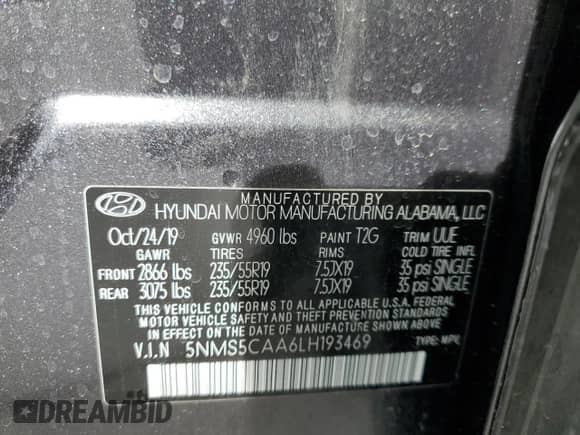 MANUFACTURED BY
HYUNDAI MOTOR MANUFACTURING ALABAMA, LLC
Oct/24/19 GVWR 4960 lbs PAINT T2G TRIM UUE
GAWR TIRES RIMS COLD TIRE INFL
FRONT 2866 lbs 235/55R19 7.5JX19 35 psi SINGLE
REAR 3075 lbs 235/55R19 7.5JX19 35 psi SINGLE
THIS VEHICLE CONFORMS TO ALL APPLICABLE U.S.A. FEDERAL
MOTOR VEHICLE SAFETY AND THEFT PREVENTION STANDARDS
IN EFFECT ON THE DATE OF MANUFACTURE SHOWN ABOVE.
V.I.N 5NMS5CAA6LH193469 TYPE: MPV
DREAMBID